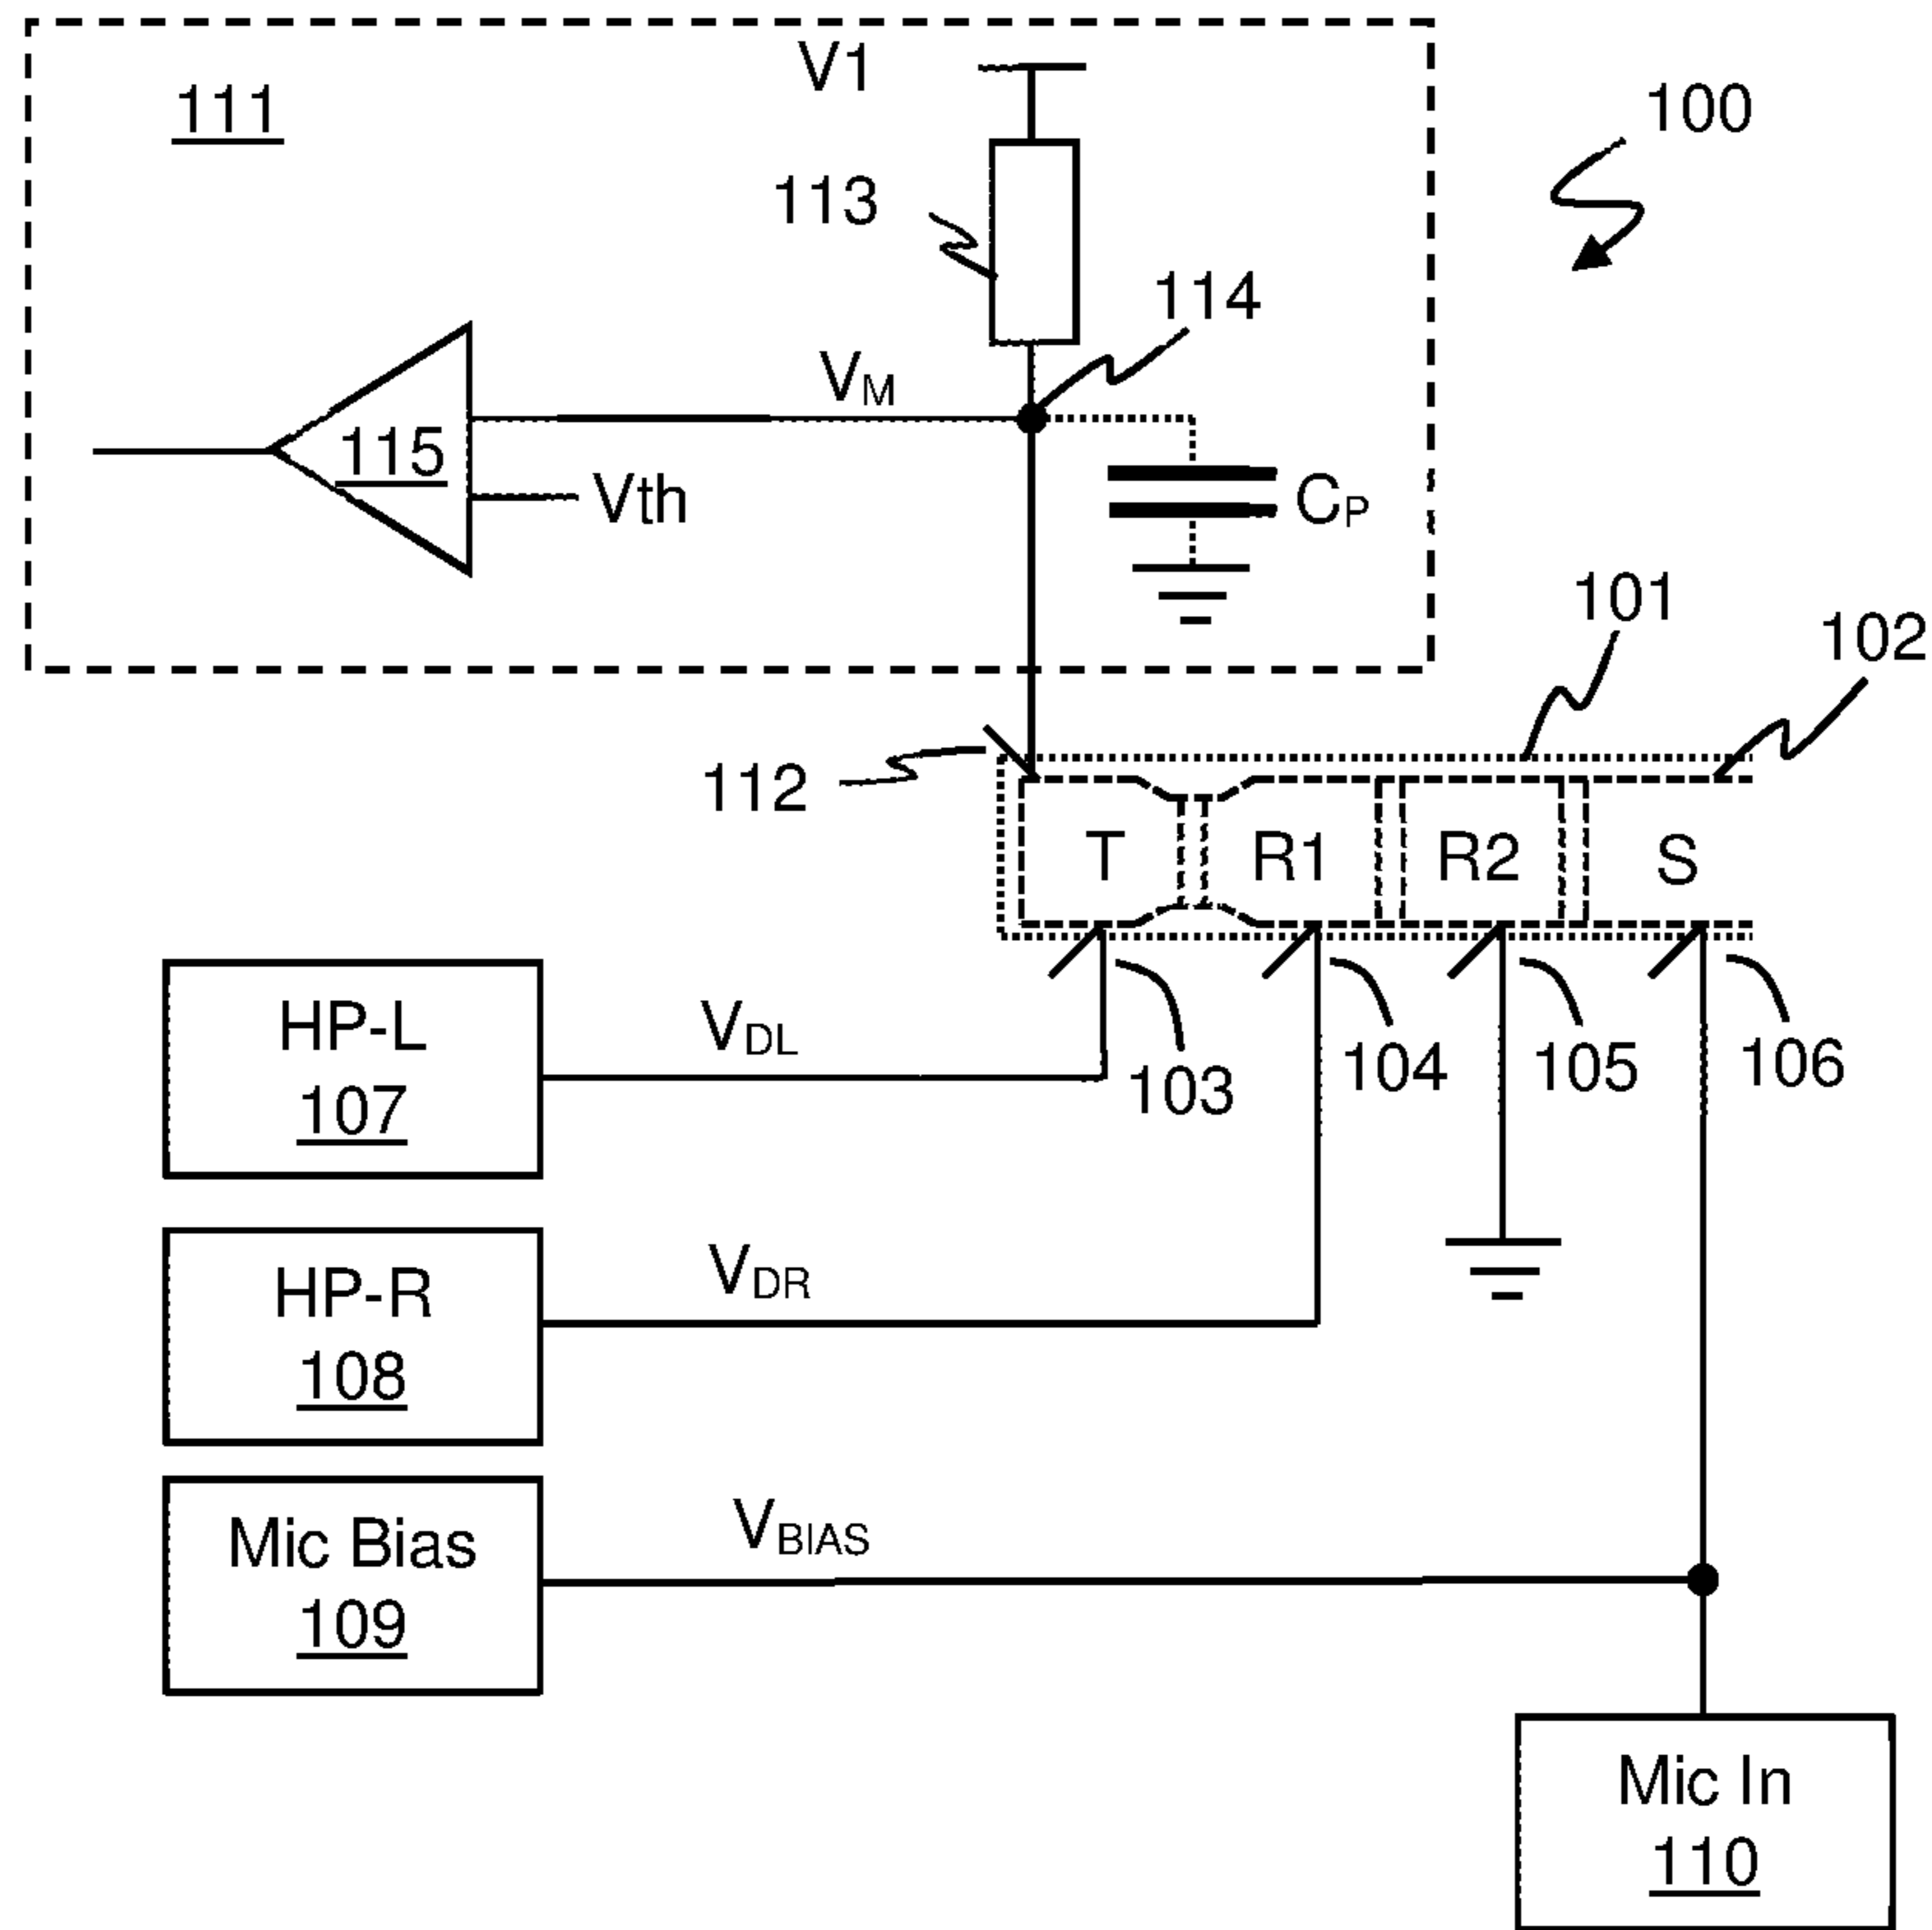 V1
111
100
113
114
VM
115
Vth
CP
101
102
112
T
R1
R2
S
HP-L
107
VDL
103
104
105
106
HP-R
108
VDR
Mic Bias
109
VBIAS
Mic In
110